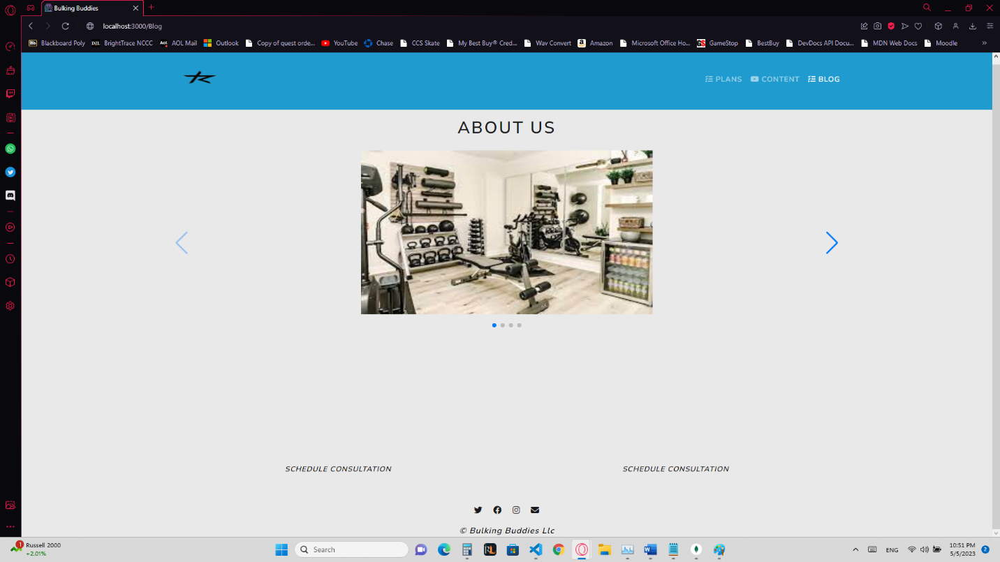 Bulking Buddies
localhost:3000/Blog
Blackboard Poly BrightTrace NCCC AOL Mail Outlook Copy of quest orde... YouTube Chase CCS Skate My Best Buy® Cred... Wav Convert Amazon Microsoft Office Ho... GameStop BestBuy DevDocs API Docu... MDN Web Docs Moodle
PLANS CONTENT BLOG
ABOUT US
SCHEDULE CONSULTATION SCHEDULE CONSULTATION
© Bulking Buddies Llc
1 Russell 2000
+2.01%
Search
ENG
10:51 PM
5/5/2023
2